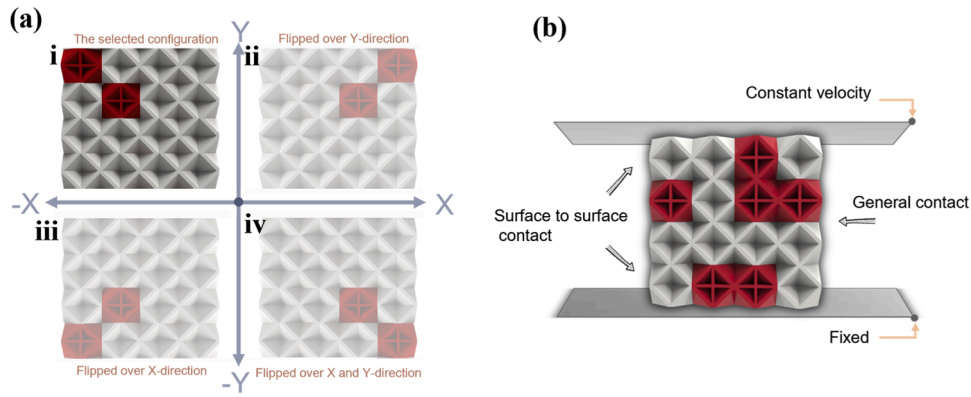 (a)
Y
The selected configuration
Flipped over Y-direction
i
ii
-X
X
iii
iv
Flipped over X-direction
Flipped over X and Y-direction
-Y
(b)
Constant velocity
Surface to surface
contact
General contact
Fixed